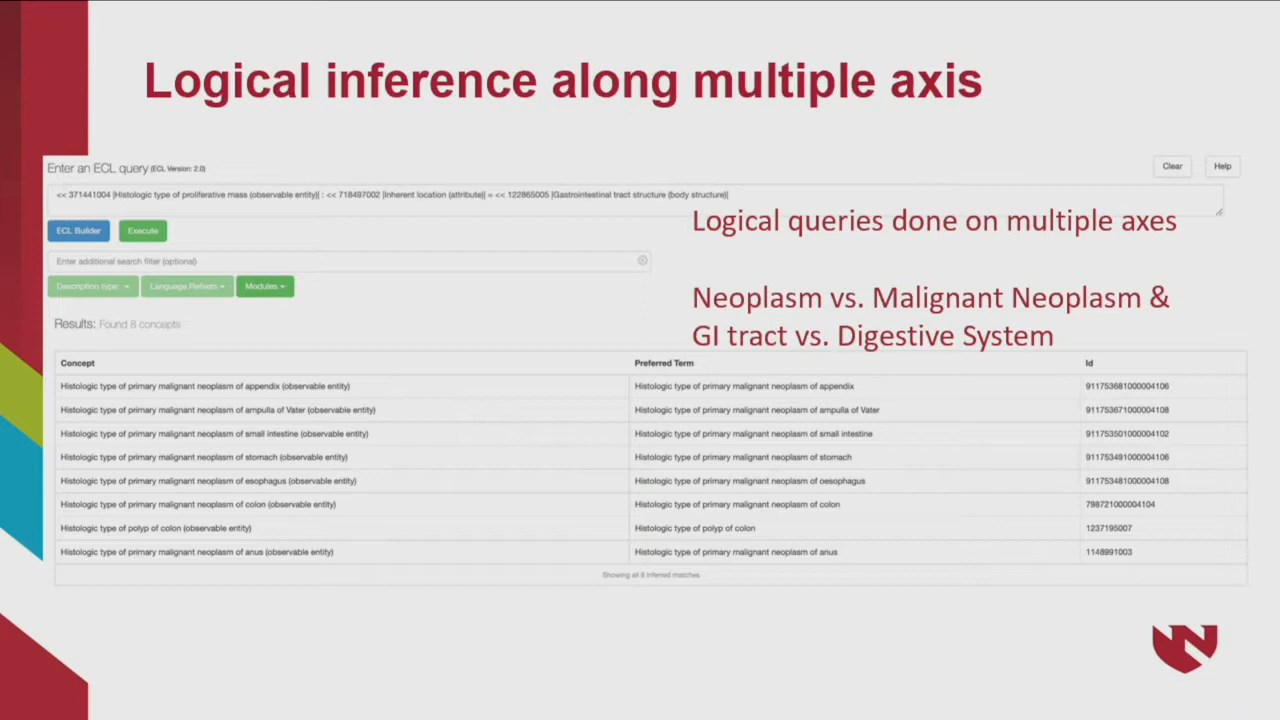 Logical inference along multiple axis
Enter an ECL query (ECL Version: 2.0)
Clear
Help
<< 371441004 |Histologic type of proliferative mass (observable entity)| : << 718497002 |Inherent location (attribute)| = << 122865005 |Gastrointestinal tract structure (body structure)|
Logical queries done on multiple axes
ECL Builder
Execute
Enter additional search filter (optional)
Description type:
Language Refsets
Modules
Neoplasm vs. Malignant Neoplasm &
GI tract vs. Digestive System
Results: Found 8 concepts
Concept Preferred Term Id
Histologic type of primary malignant neoplasm of appendix (observable entity) Histologic type of primary malignant neoplasm of appendix 911753681000004106
Histologic type of primary malignant neoplasm of ampulla of Vater (observable entity) Histologic type of primary malignant neoplasm of ampulla of Vater 911753671000004108
Histologic type of primary malignant neoplasm of small intestine (observable entity) Histologic type of primary malignant neoplasm of small intestine 911753501000004102
Histologic type of primary malignant neoplasm of stomach (observable entity) Histologic type of primary malignant neoplasm of stomach 911753491000004106
Histologic type of primary malignant neoplasm of esophagus (observable entity) Histologic type of primary malignant neoplasm of oesophagus 911753481000004108
Histologic type of primary malignant neoplasm of colon (observable entity) Histologic type of primary malignant neoplasm of colon 798721000004104
Histologic type of polyp of colon (observable entity) Histologic type of polyp of colon 1237195007
Histologic type of primary malignant neoplasm of anus (observable entity) Histologic type of primary malignant neoplasm of anus 1148991003
Showing all 8 inferred matches